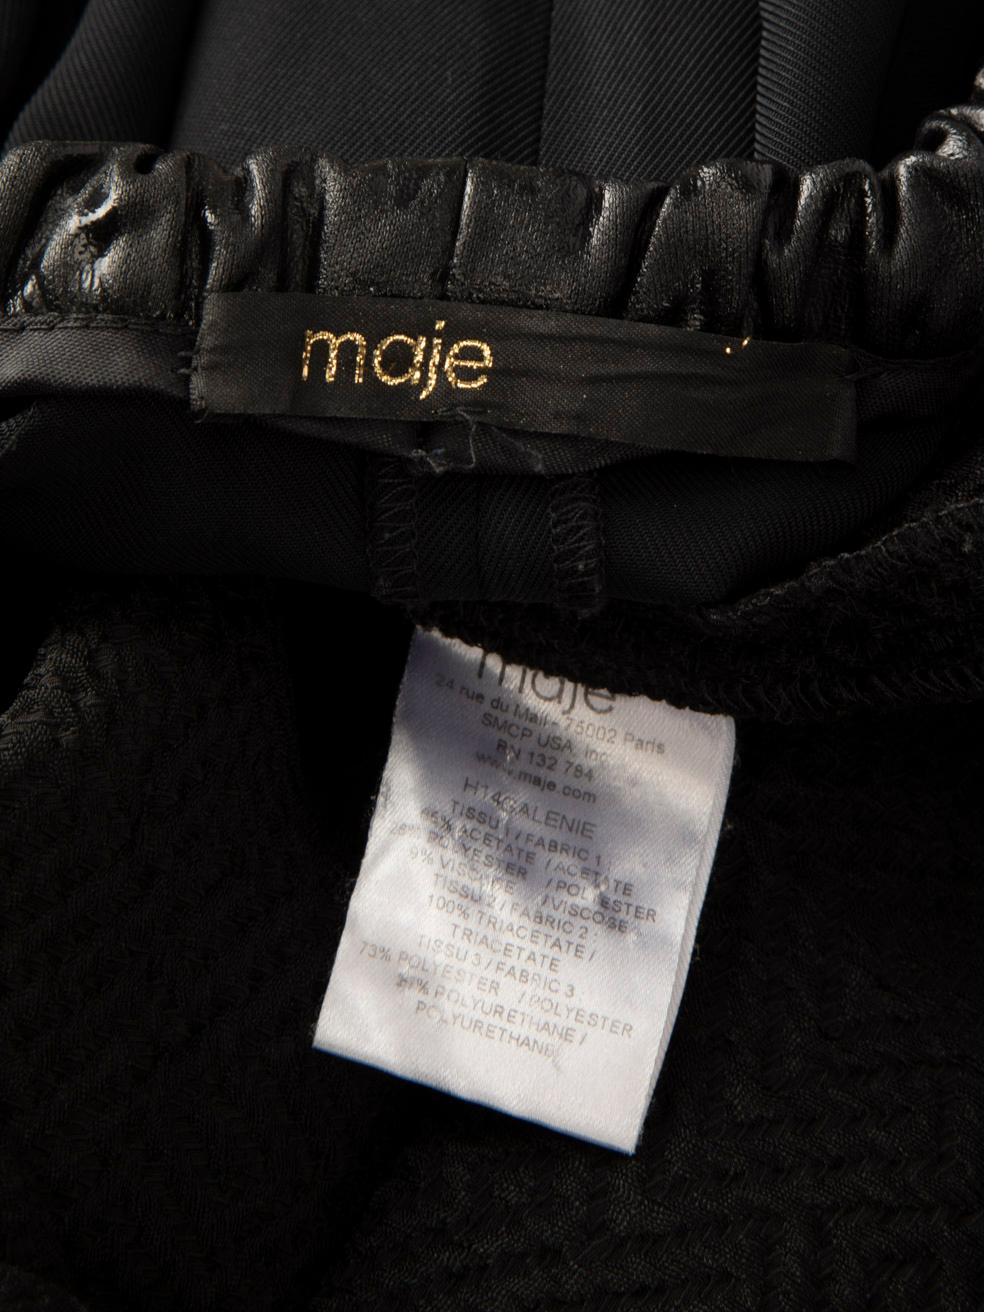 maje
maje
24 rue du Mail - 75002 Paris
SMCP USA, Inc.
RN 132 784
www.maje.com
H14GALENIE
TISSU 1 / FABRIC 1
ACETATE / ACETATE
POLYESTER / POLYESTER
9% VISCOSE / VISCOSE
TISSU 2 / FABRIC 2
100% TRIACETATE /
TRIACETATE
TISSU 3 / FABRIC 3
73% POLYESTER / POLYESTER
POLYURETHANE /
POLYURETHANE